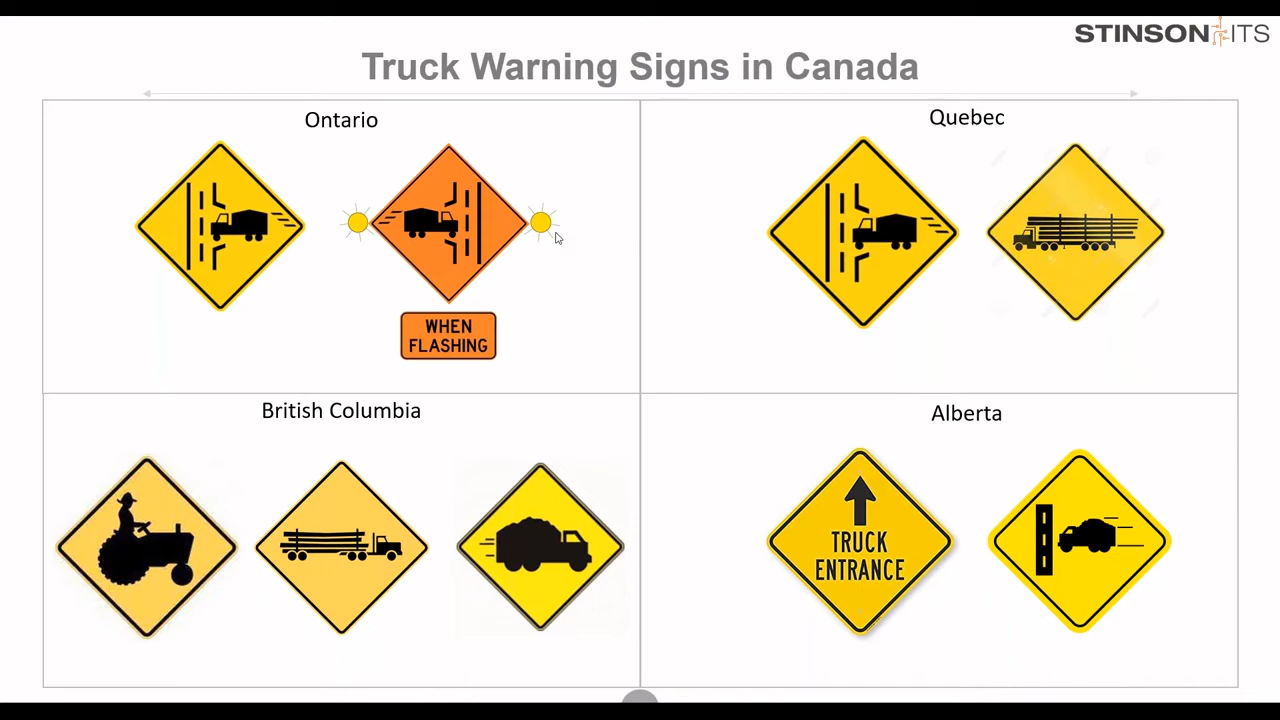 STINSON ITS
Truck Warning Signs in Canada
Ontario
Quebec
WHEN
FLASHING
British Columbia
Alberta
TRUCK
ENTRANCE